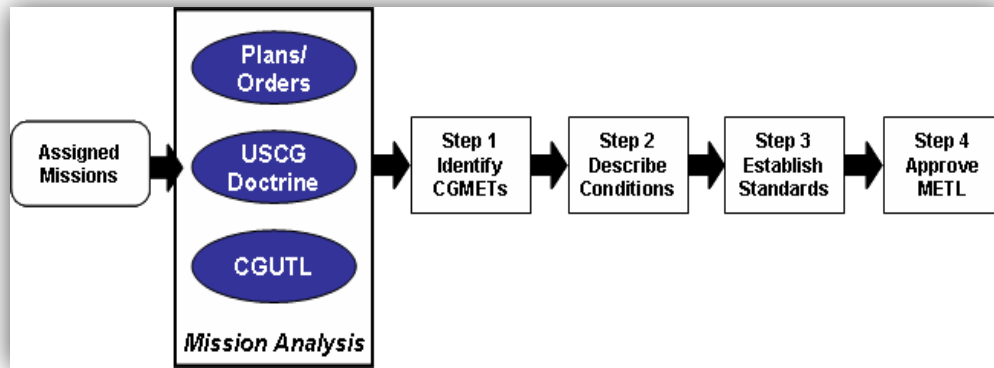 Assigned
Missions
Plans/
Orders
USCG
Doctrine
CGUTL
Mission Analysis
Step 1
Identify
CGMETs
Step 2
Describe
Conditions
Step 3
Establish
Standards
Step 4
Approve
METL